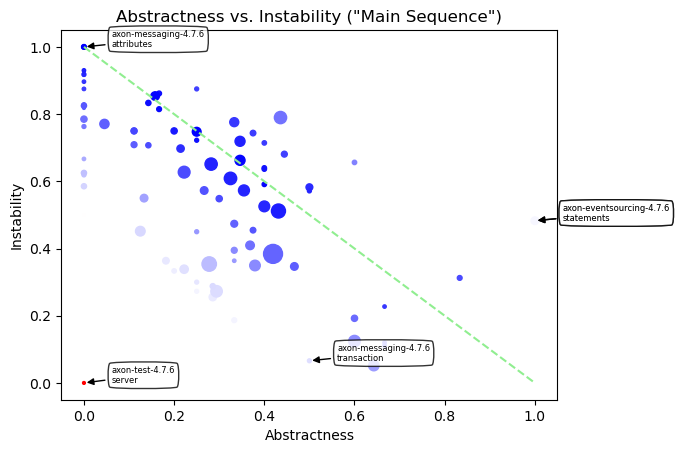 Abstractness vs. Instability ("Main Sequence")
axon-messaging-4.7.6
attributes
axon-eventsourcing-4.7.6
statements
axon-messaging-4.7.6
transaction
axon-test-4.7.6
server
Instability
1.0
0.8
0.6
0.4
0.2
0.0
0.0 0.2 0.4 0.6 0.8 1.0
Abstractness